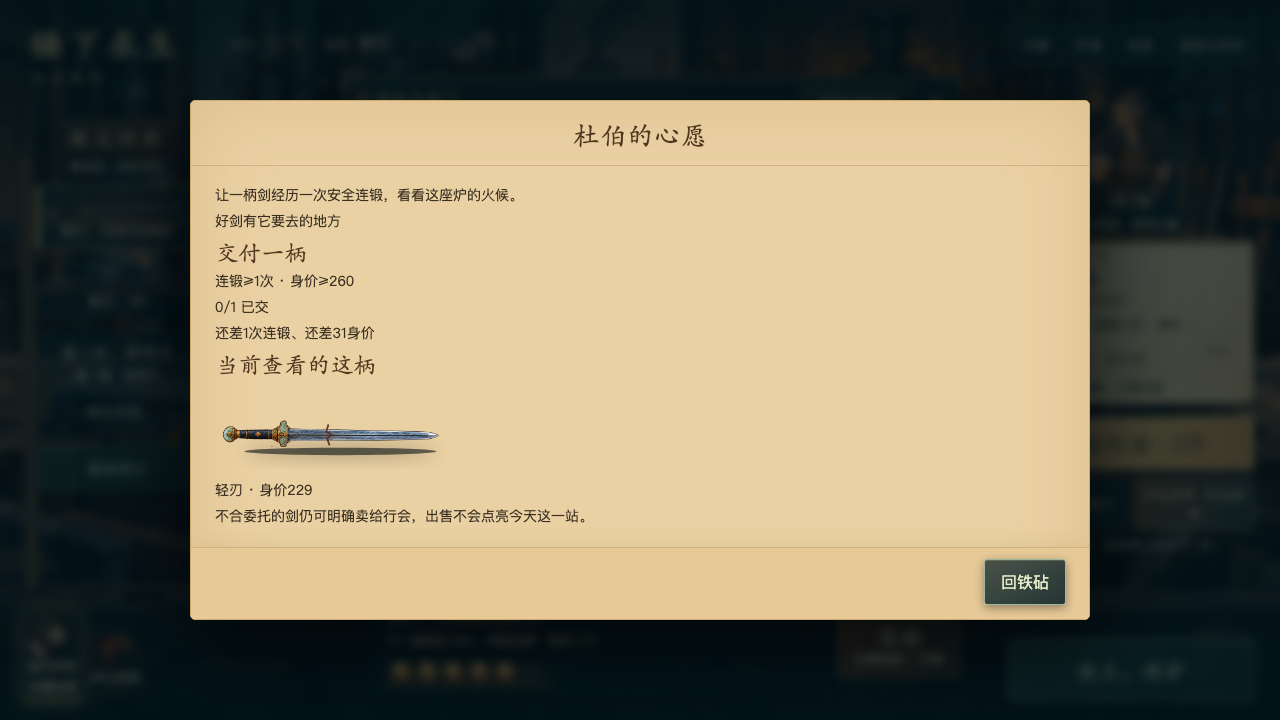 杜伯的心愿
让一柄剑经历一次安全连锻，看看这座炉的火候。
好剑有它要去的地方
交付一柄
连锻≥1次 · 身价≥260
0/1 已交
还差1次连锻、还差31身价
当前查看的这柄
轻刃 · 身价229
不合委托的剑仍可明确卖给行会，出售不会点亮今天这一站。
回铁砧